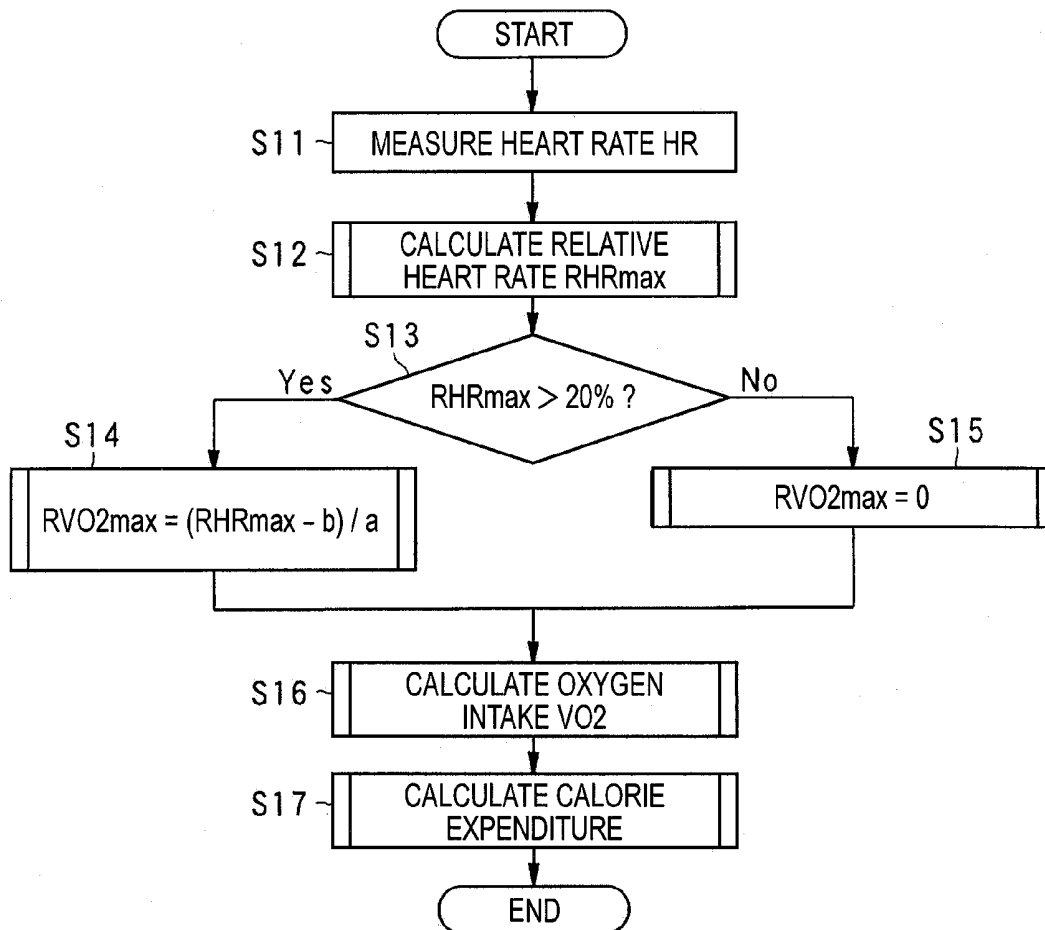 START
S11
MEASURE HEART RATE HR
S12
CALCULATE RELATIVE
HEART RATE RHRmax
S13
RHRmax > 20% ?
Yes
No
S14
RVO2max = (RHRmax – b) / a
S15
RVO2max = 0
S16
CALCULATE OXYGEN
INTAKE VO2
S17
CALCULATE CALORIE
EXPENDITURE
END